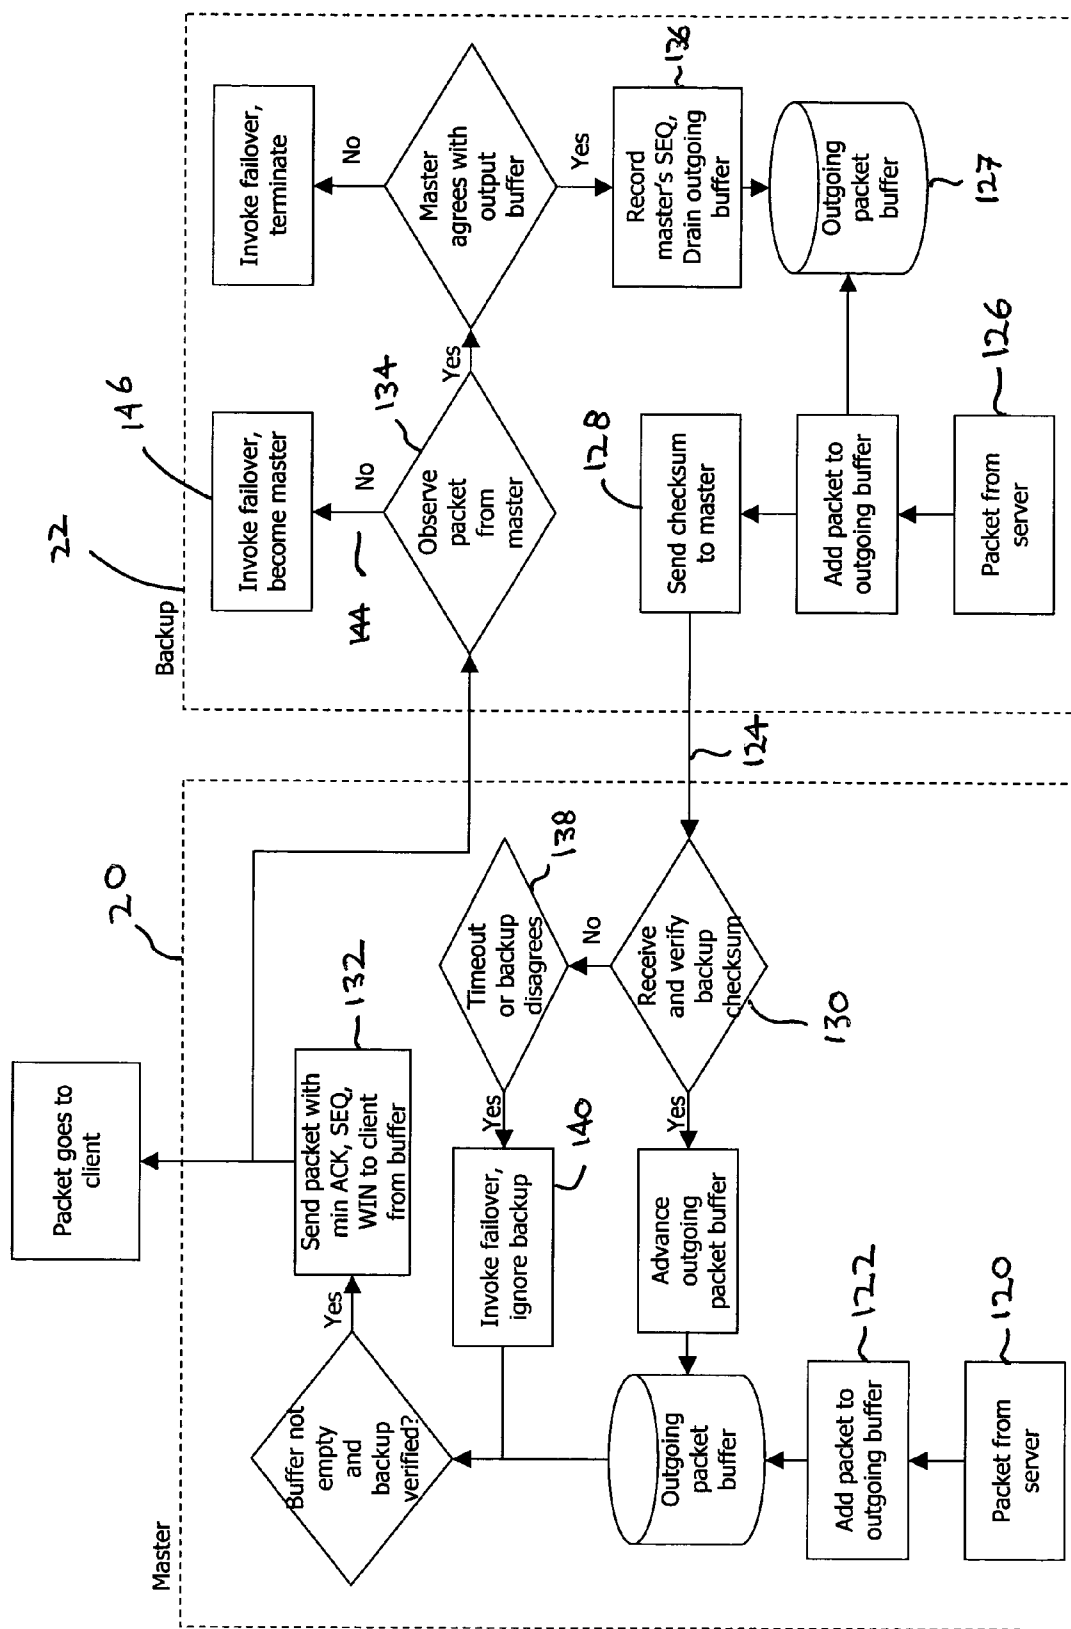 Packet goes to
client
20
Master
Buffer not
empty
and
backup
verified?
Yes
Send packet with
min ACK, SEQ,
WIN to client
from buffer
132
Invoke failover,
ignore backup
140
Yes
Timeout
or backup
disagrees
138
No
Outgoing
packet
buffer
Advance
outgoing
packet buffer
Yes
Receive
and verify
backup
checksum
130
124
Add packet to
outgoing buffer
122
Packet from
server
120
22
Backup
146
Invoke failover,
become master
No
144
Observe
packet
from
master
134
Yes
Invoke failover,
terminate
No
Master
agrees with
output
buffer
Yes
Record
master's SEQ,
Drain outgoing
buffer
136
Send checksum
to master
128
Add packet to
outgoing buffer
Outgoing
packet
buffer
127
Packet from
server
126